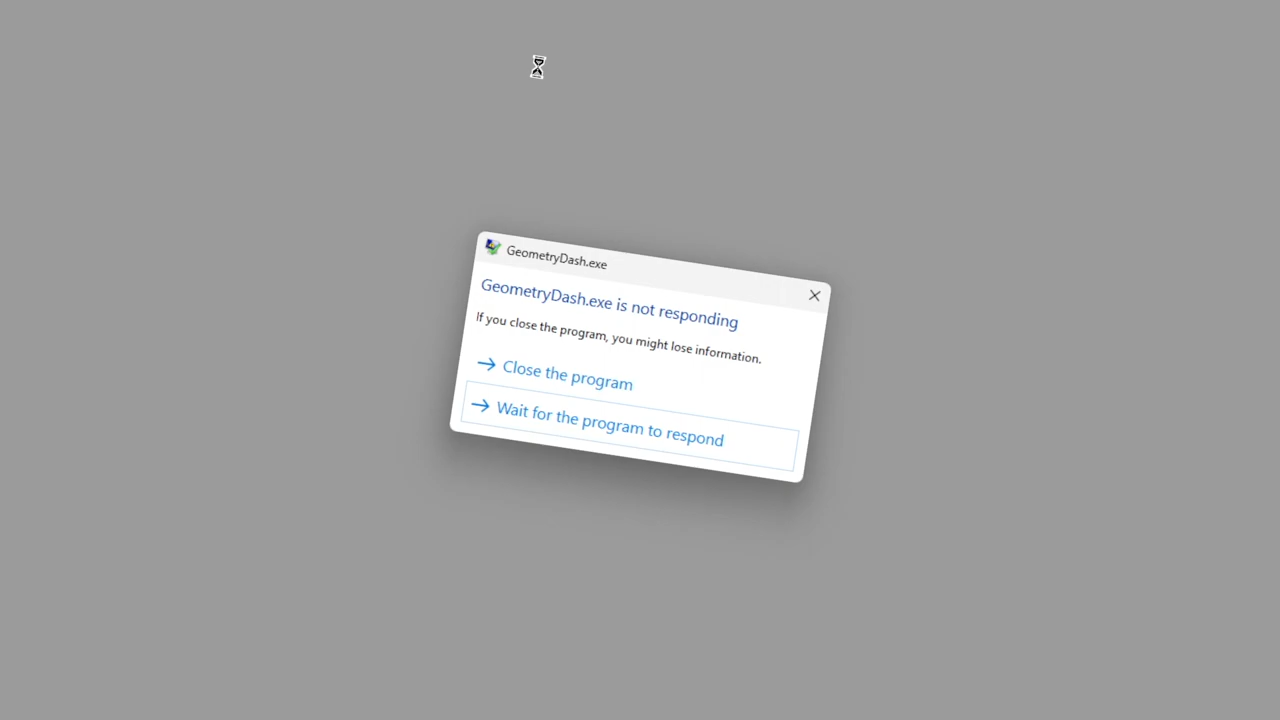 GeometryDash.exe
GeometryDash.exe is not responding
If you close the program, you might lose information.
Close the program
Wait for the program to respond